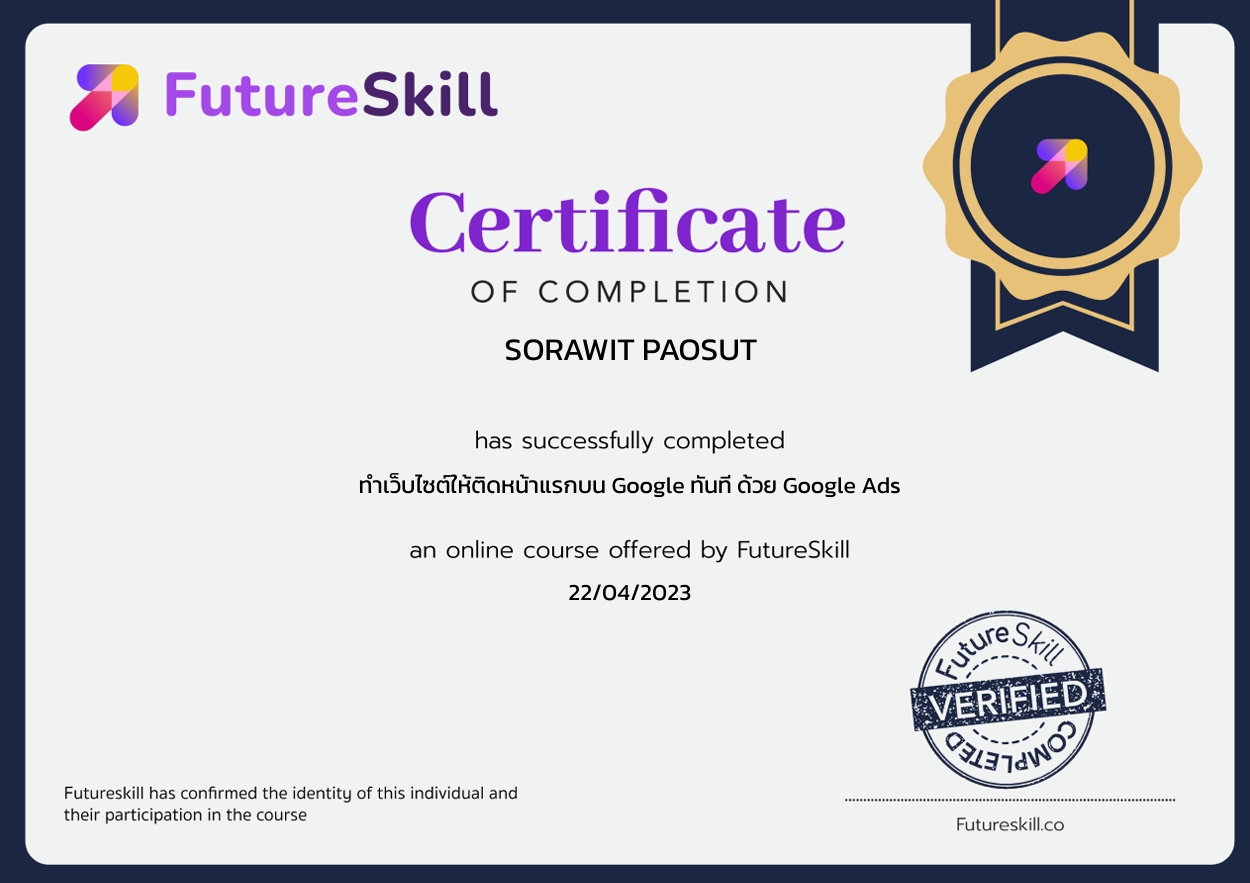 FutureSkill
Certificate
OF COMPLETION
SORAWIT PAOSUT
has successfully completed
ทำเว็บไซต์ให้ติดหน้าแรกบน Google ทันที ด้วย Google Ads
an online course offered by FutureSkill
22/04/2023
FutureSkill
VERIFIED
COMPLETED
Futureskill has confirmed the identity of this individual and
their participation in the course
Futureskill.co